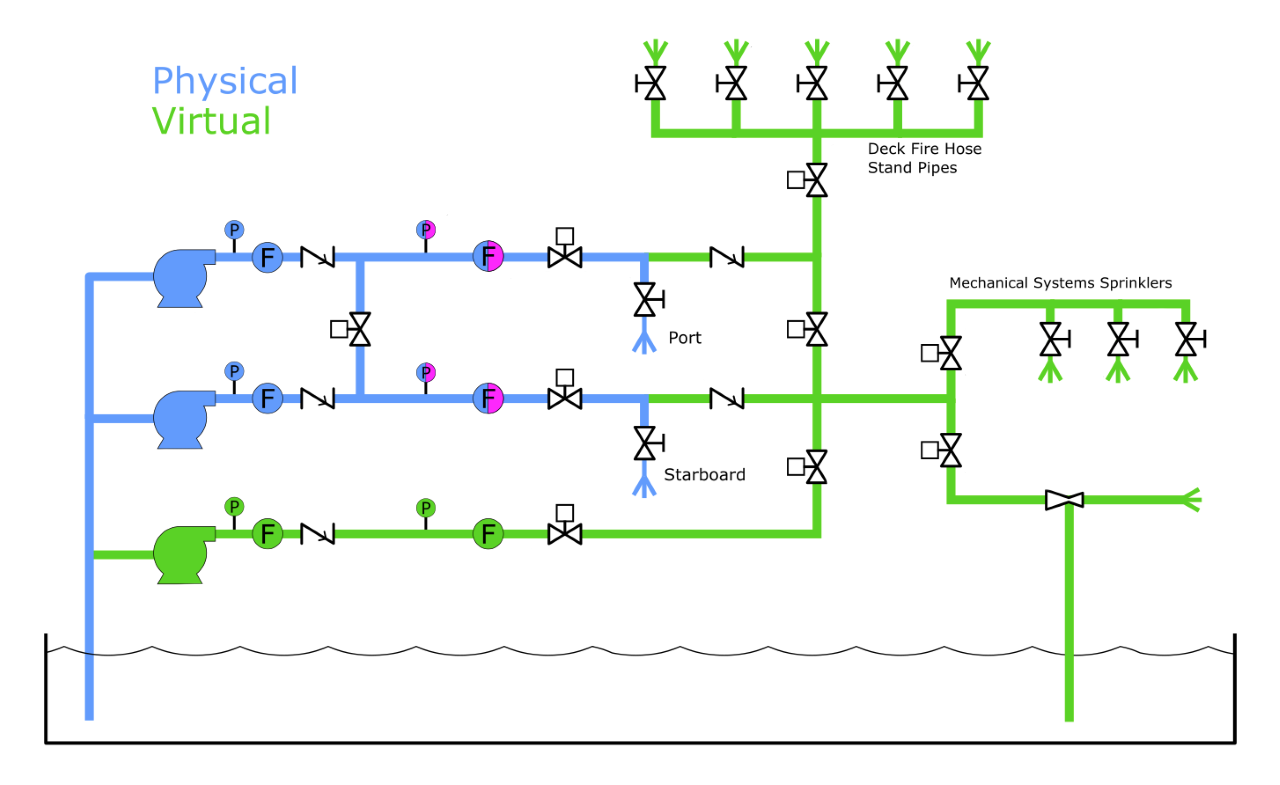 Physical
Virtual
Deck Fire Hose
Stand Pipes
P
P
F
F
Mechanical Systems Sprinklers
Port
P
P
F
F
Starboard
P
P
F
F